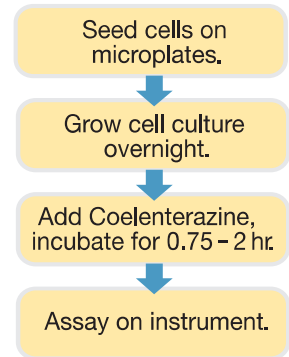 Seed cells on
microplates.
Grow cell culture
overnight.
Add Coelenterazine,
incubate for 0.75 – 2 hr.
Assay on instrument.